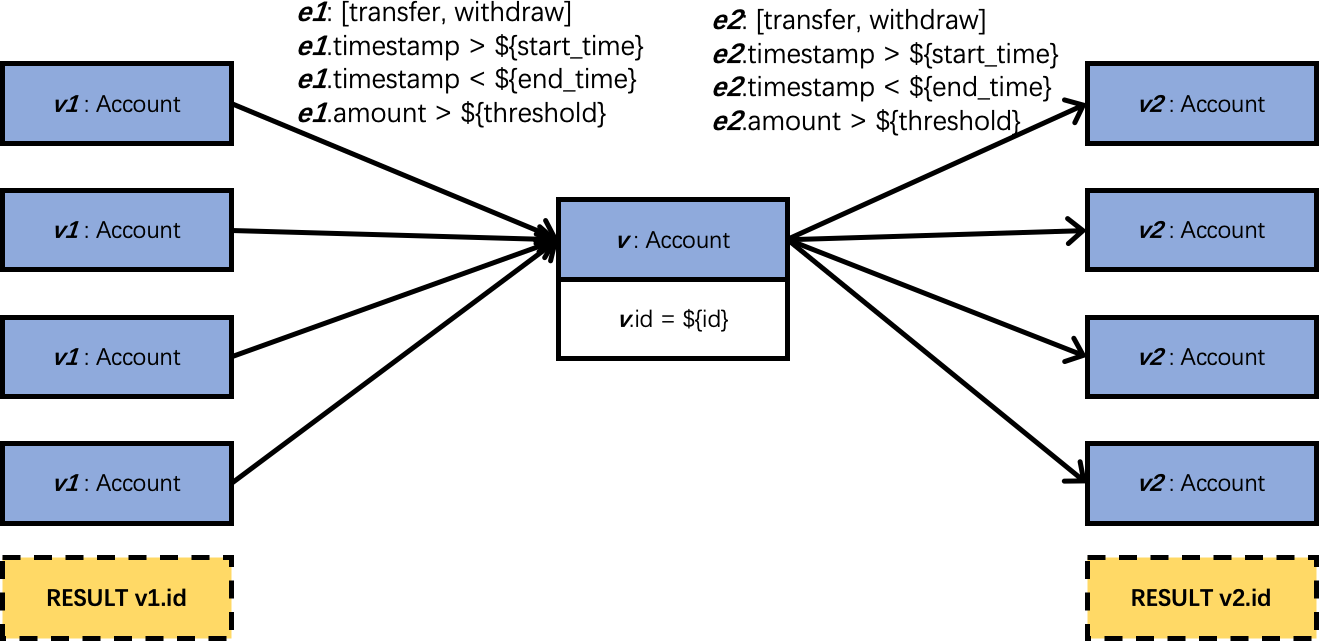 e1: [transfer, withdraw]
e1.timestamp > ${start_time}
e1.timestamp < ${end_time}
e1.amount > ${threshold}
e2: [transfer, withdraw]
e2.timestamp > ${start_time}
e2.timestamp < ${end_time}
e2.amount > ${threshold}
v1 : Account
v1 : Account
v1 : Account
v1 : Account
RESULT v1.id
v : Account
v.id = ${id}
v2 : Account
v2 : Account
v2 : Account
v2 : Account
RESULT v2.id